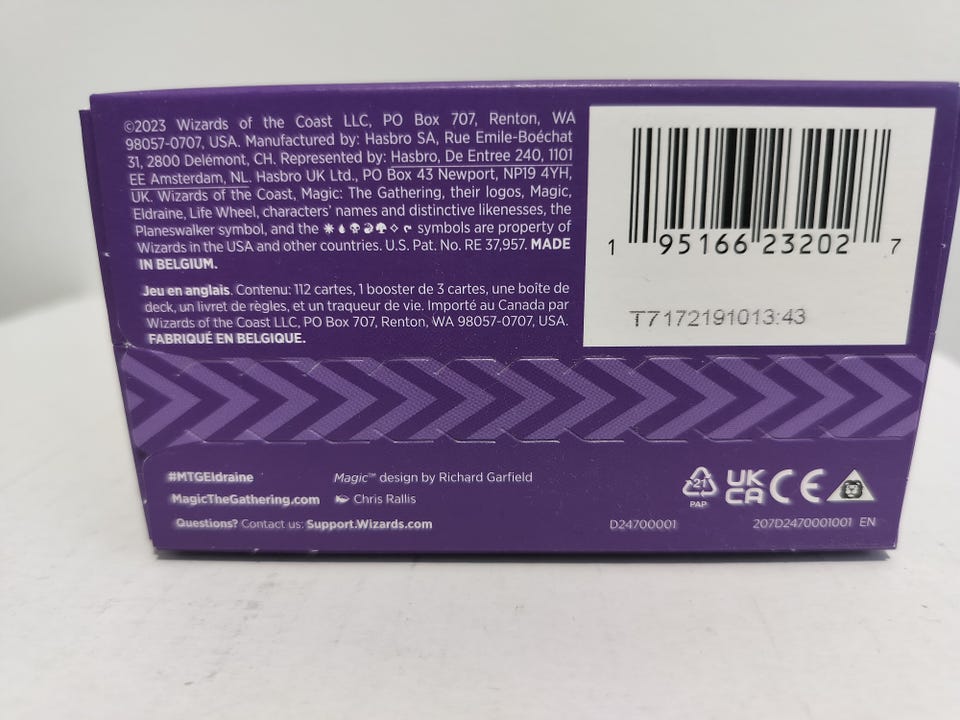 ©2023 Wizards of the Coast LLC, PO Box 707, Renton, WA
98057-0707, USA. Manufactured by: Hasbro SA, Rue Emile-Boéchat
31, 2800 Delémont, CH. Represented by: Hasbro, De Entree 240, 1101
EE Amsterdam, NL. Hasbro UK Ltd., PO Box 43 Newport, NP19 4YH,
UK. Wizards of the Coast, Magic: The Gathering, their logos, Magic,
Eldraine, Life Wheel, characters' names and distinctive likenesses, the
Planeswalker symbol, and the symbols are property of
Wizards in the USA and other countries. U.S. Pat. No. RE 37,957. MADE
IN BELGIUM.
Jeu en anglais. Contenu: 112 cartes, 1 booster de 3 cartes, une boîte de
deck, un livret de règles, et un traqueur de vie. Importé au Canada par
Wizards of the Coast LLC, PO Box 707, Renton, WA 98057-0707, USA.
FABRIQUÉ EN BELGIQUE.
1 95166 23202 7
T7172191013:43
#MTGEldraine
MagicTheGathering.com
Questions? Contact us: Support.Wizards.com
Magic™ design by Richard Garfield
Chris Rallis
21
PAP
UK
CA
CE
D24700001
207D2470001001 EN